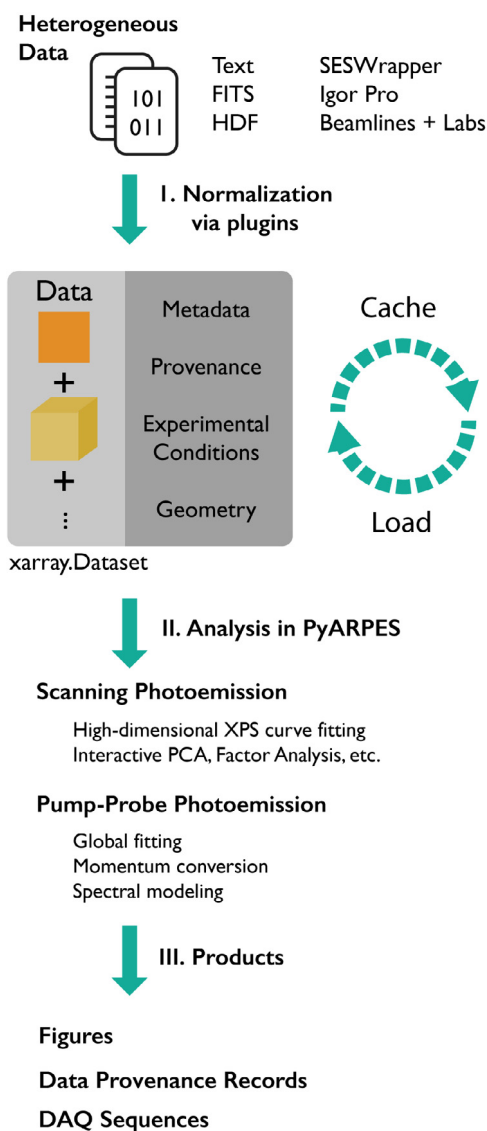 Heterogeneous
Data
101
011
Text SESWrapper
FITS Igor Pro
HDF Beamlines + Labs
I. Normalization
via plugins
Data
+
+
⋮
Metadata
Provenance
Experimental
Conditions
Geometry
Cache
Load
xarray.Dataset
II. Analysis in PyARPES
Scanning Photoemission
High-dimensional XPS curve fitting
Interactive PCA, Factor Analysis, etc.
Pump-Probe Photoemission
Global fitting
Momentum conversion
Spectral modeling
III. Products
Figures
Data Provenance Records
DAQ Sequences